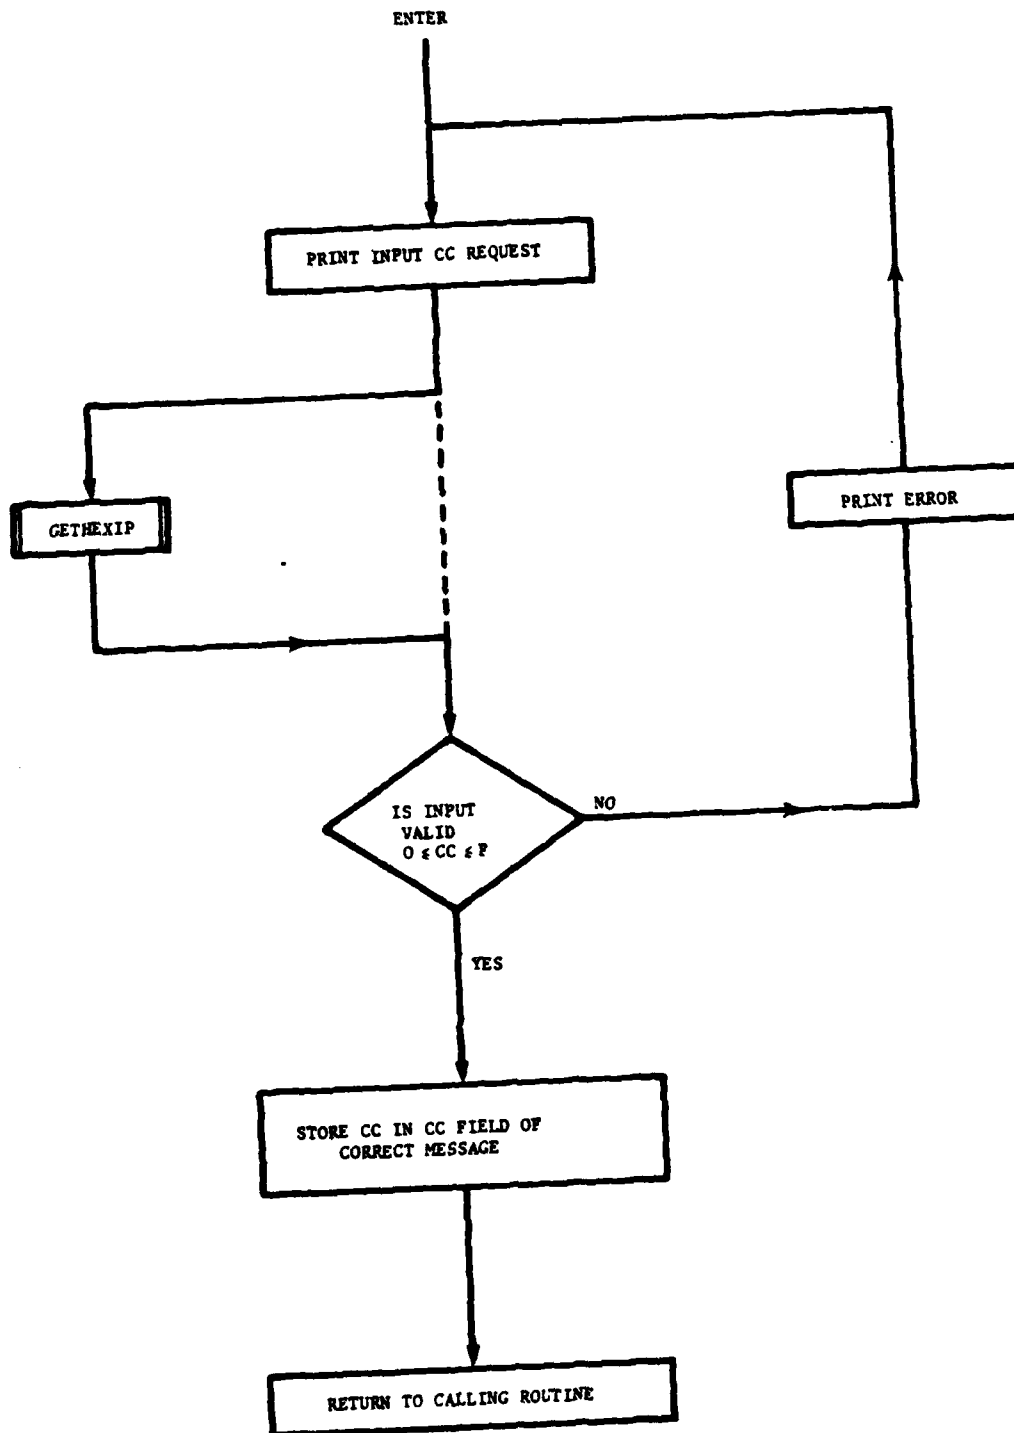 ENTER
PRINT INPUT CC REQUEST
GETHEXIP
PRINT ERROR
IS INPUT
VALID
0 ≤ CC ≤ F
NO
YES
STORE CC IN CC FIELD OF
CORRECT MESSAGE
RETURN TO CALLING ROUTINE